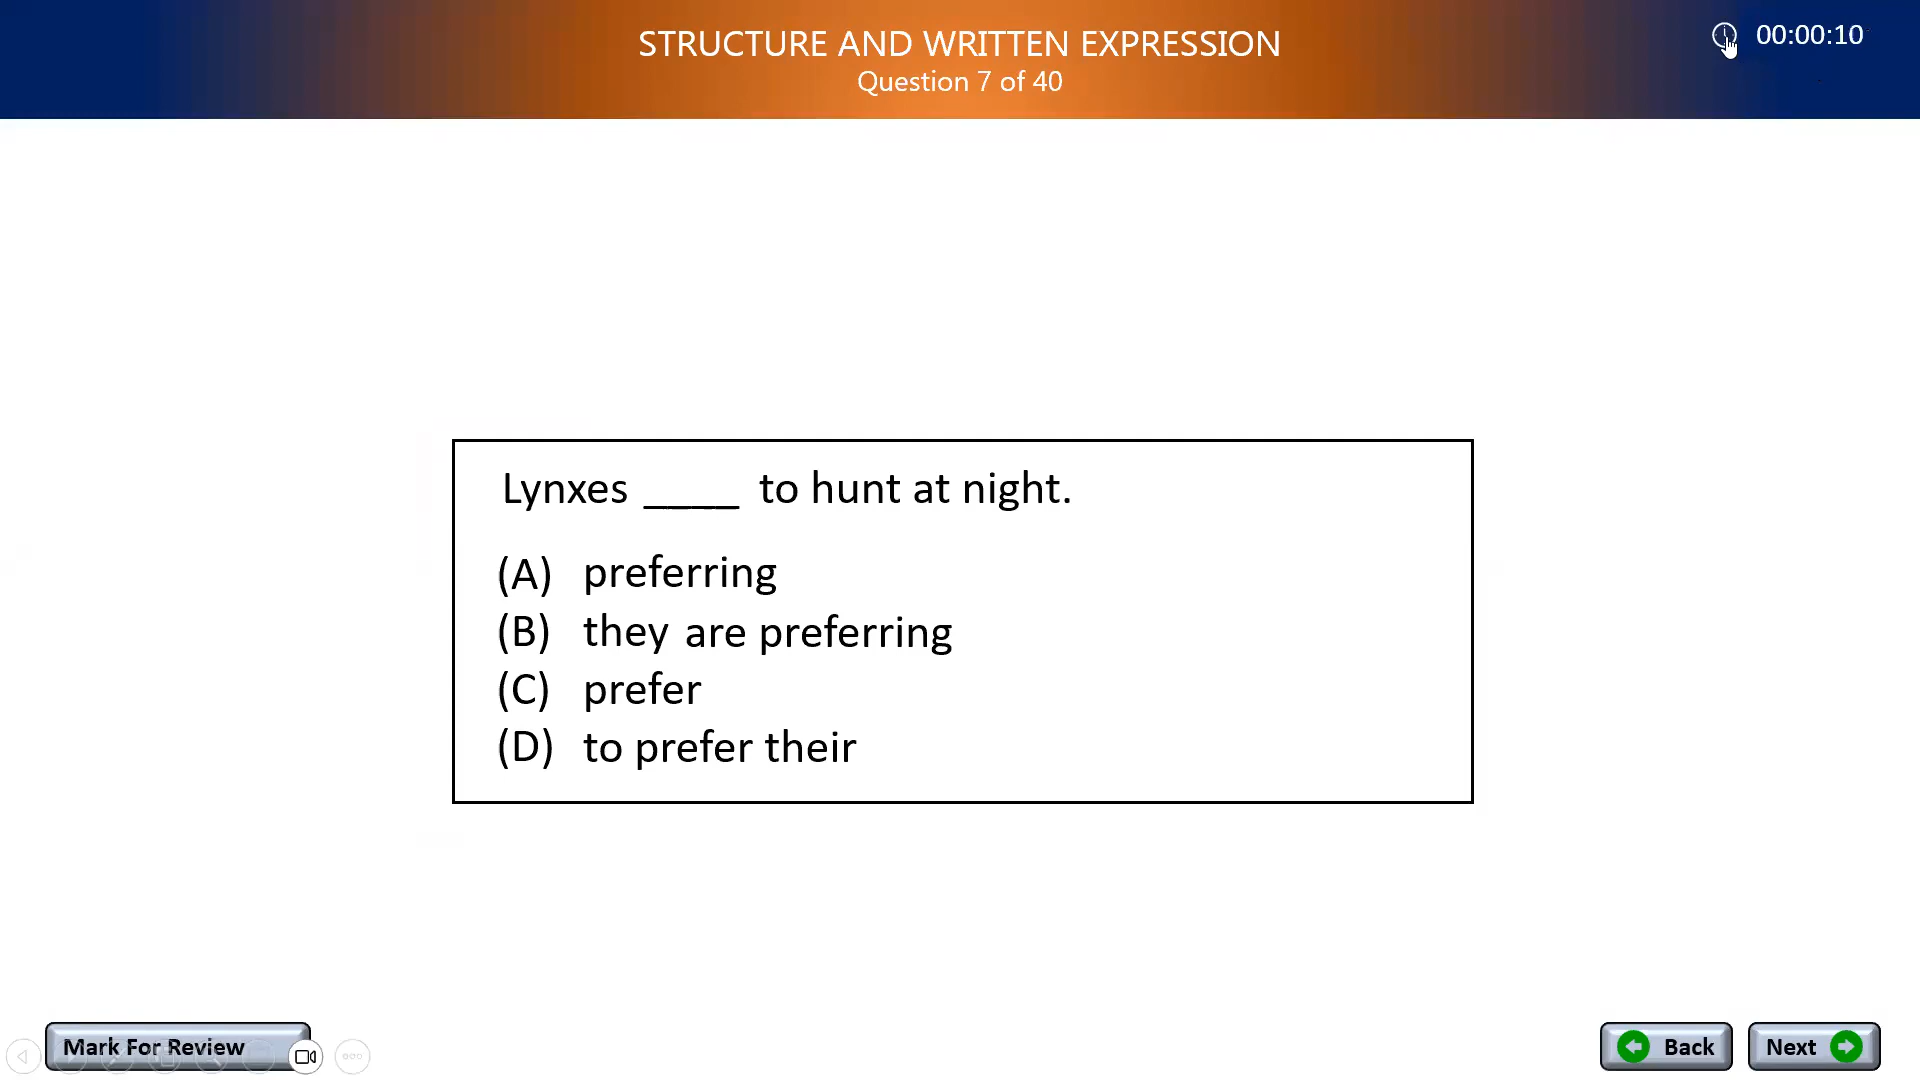 STRUCTURE AND WRITTEN EXPRESSION
Question 7 of 40
00:00:10
Lynxes ____ to hunt at night.
(A) preferring
(B) they are preferring
(C) prefer
(D) to prefer their
Mark For Review
Back
Next